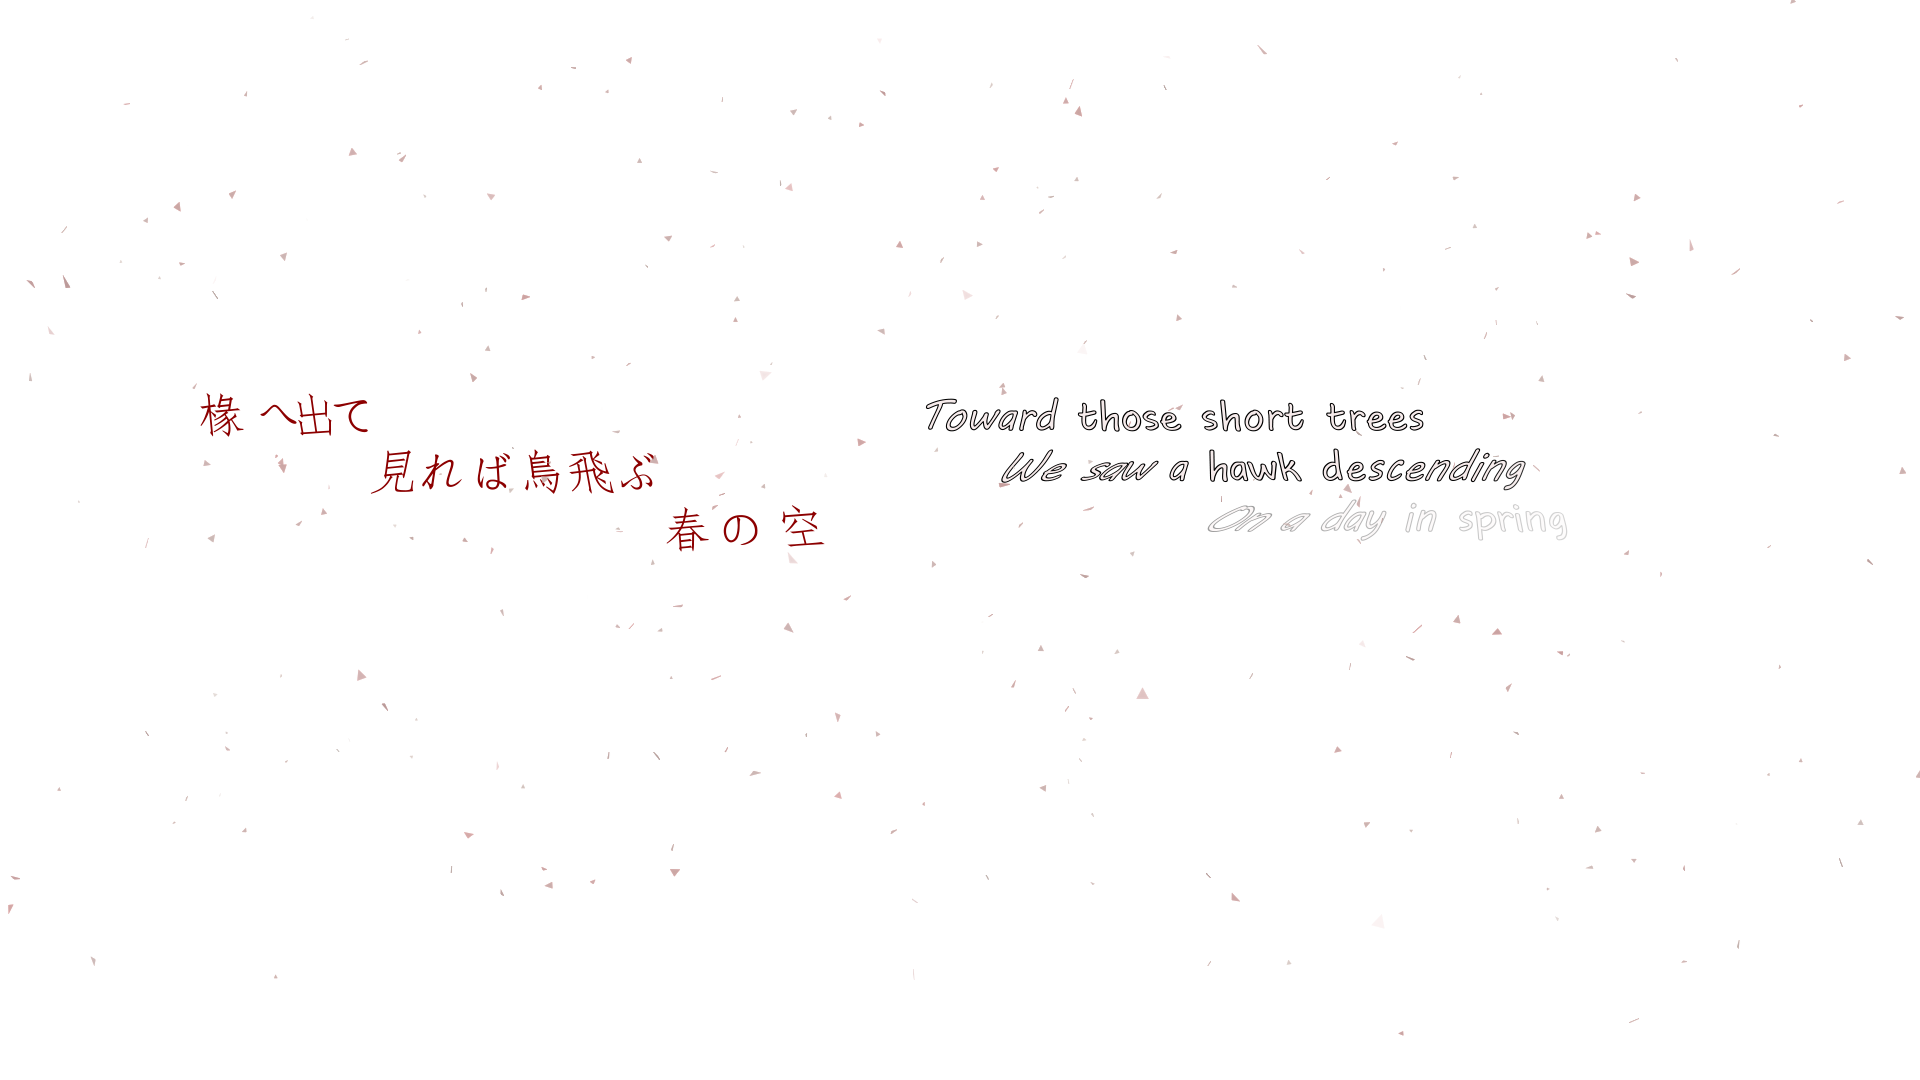 椽へ出て
見れば鳥飛ぶ
春の空
Toward those short trees
We saw a hawk descending
On a day in spring